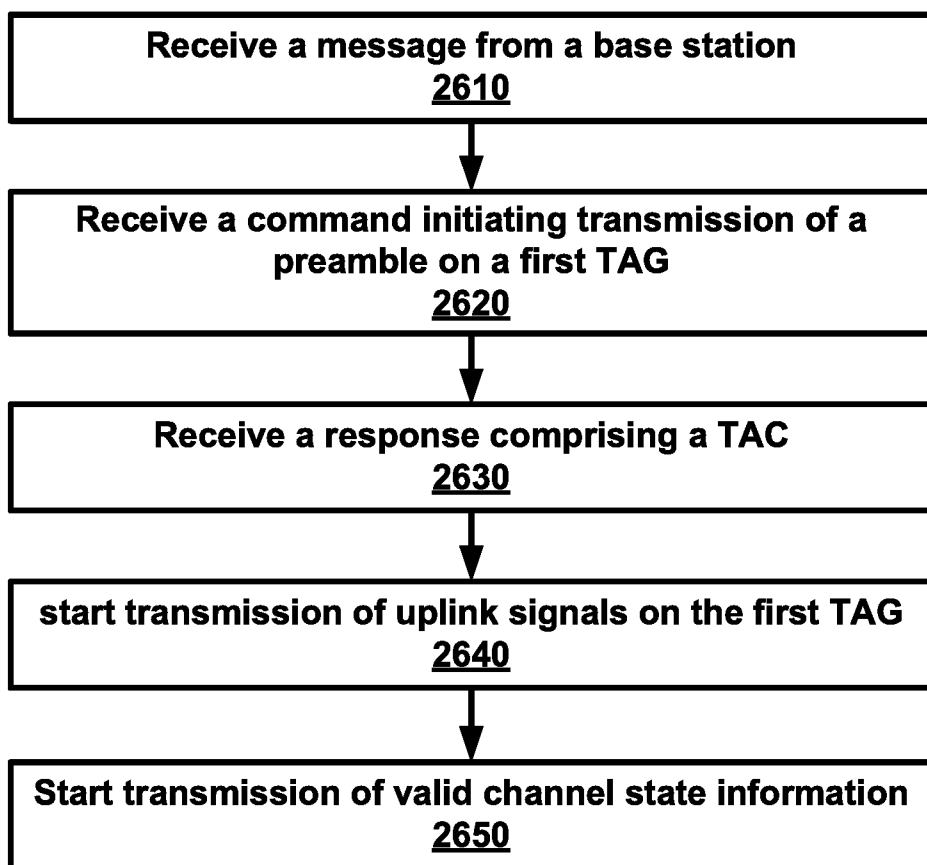 Receive a message from a base station
2610
Receive a command initiating transmission of a
preamble on a first TAG
2620
Receive a response comprising a TAC
2630
start transmission of uplink signals on the first TAG
2640
Start transmission of valid channel state information
2650